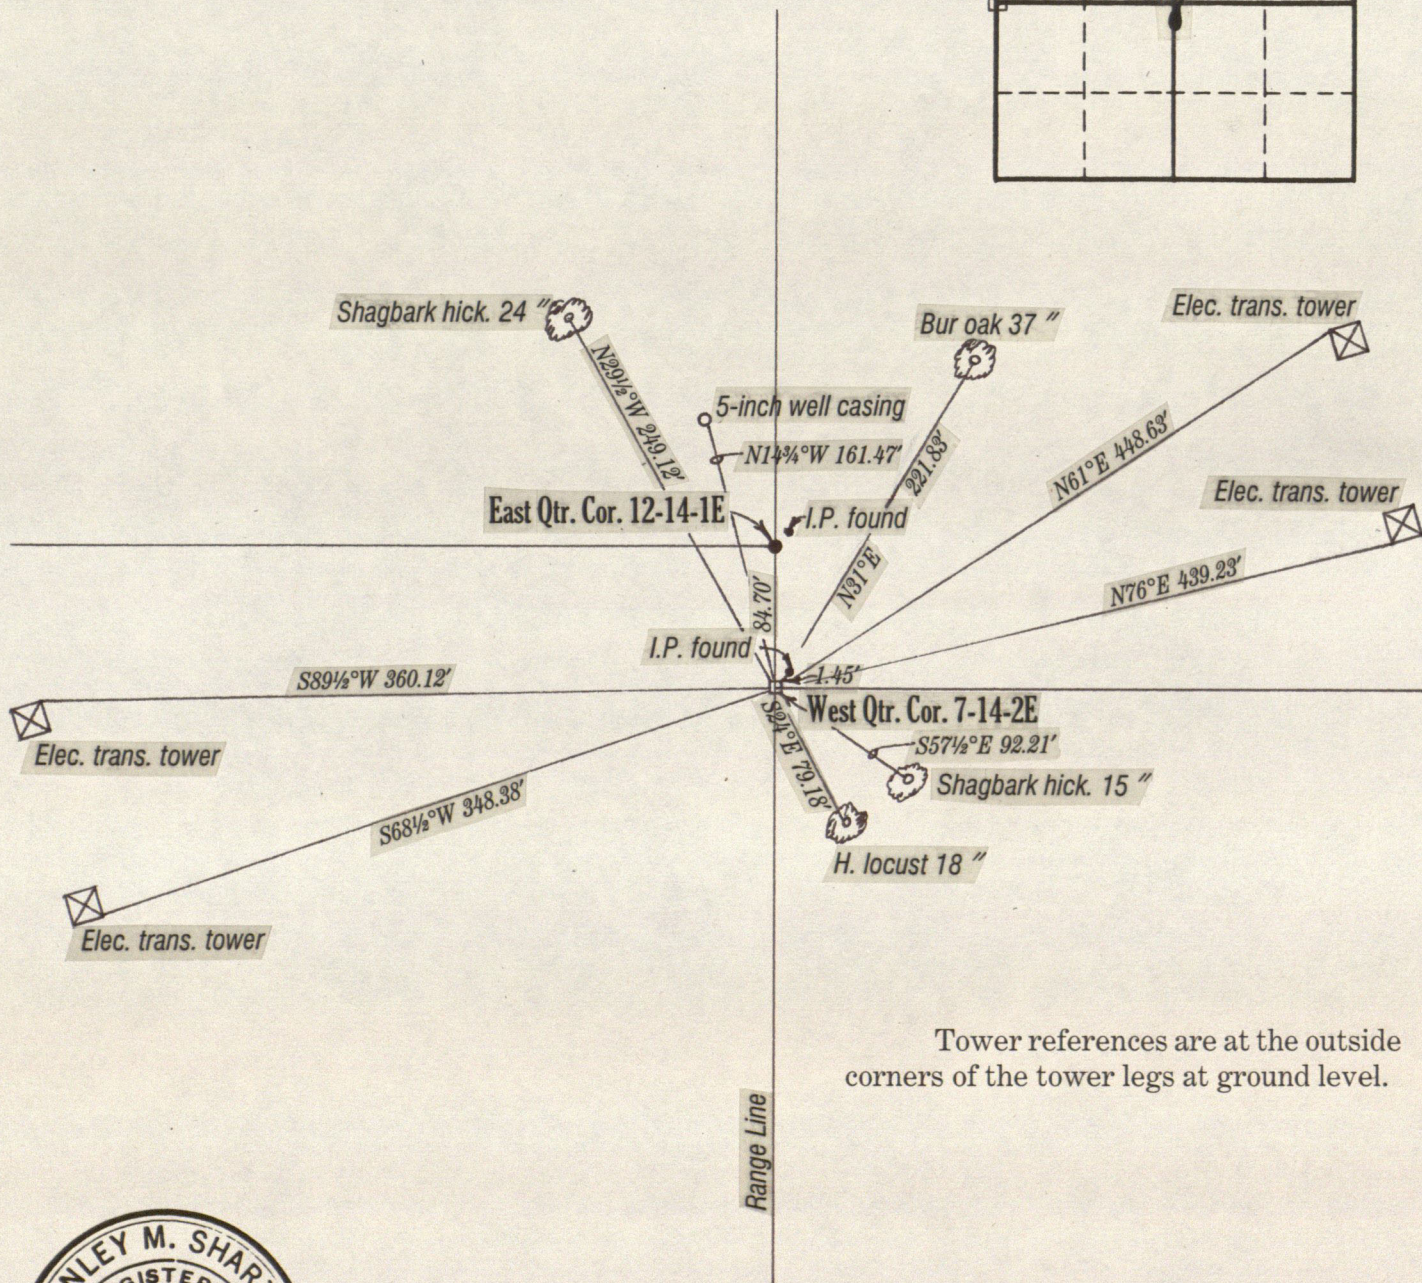 Elec. trans. tower
Shagbark hick. 24 ″
Bur oak 37 ″
N29½°W 249.12′
5-inch well casing
N14¾°W 161.47′
221.83′
N61°E 448.63′
Elec. trans. tower
East Qtr. Cor. 12-14-1E
I.P. found
N31°E
N76°E 439.23′
84.70′
I.P. found
1.45′
S89½°W 360.12′
West Qtr. Cor. 7-14-2E
S24°E 79.18′
S57½°E 92.21′
Elec. trans. tower
Shagbark hick. 15 ″
S68½°W 348.38′
H. locust 18 ″
Elec. trans. tower
Tower references are at the outside
corners of the tower legs at ground level.
Range Line
NLEY M. SHAR
GISTER